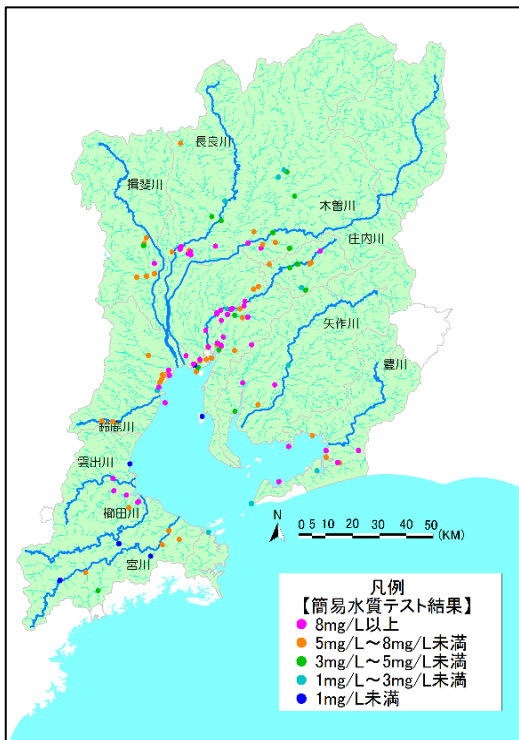 長良川
揖斐川
木曽川
庄内川
矢作川
豊川
鈴鹿川
雲出川
櫛田川
宮川
N
0 5 10 20 30 40 50
(KM)
凡例
【簡易水質テスト結果】
8mg/L以上
5mg/L～8mg/L未満
3mg/L～5mg/L未満
1mg/L～3mg/L未満
1mg/L未満